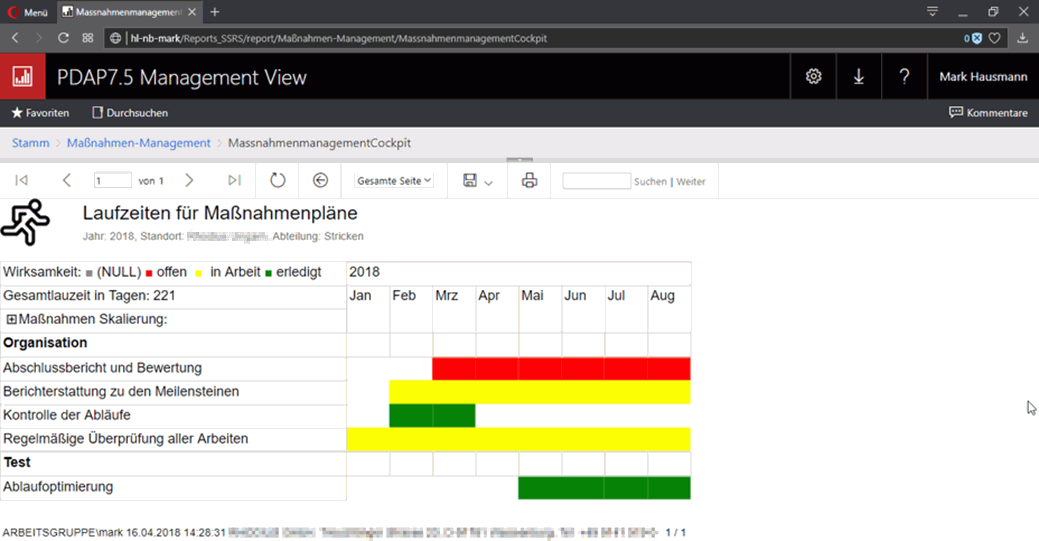 Menü MassnahmenmanagementC
hl-nb-mark/Reports_SSRS/report/Maßnahmen-Management/MassnahmenmanagementCockpit 0
PDAP7.5 Management View ? Mark Hausmann
Favoriten Durchsuchen Kommentare
Stamm > Maßnahmen-Management > MassnahmenmanagementCockpit
1 von 1 Gesamte Seite Suchen | Weiter
Laufzeiten für Maßnahmenpläne
Jahr: 2018, Standort: Abteilung: Stricken
Wirksamkeit: (NULL) offen in Arbeit erledigt 2018
Gesamtlauzeit in Tagen: 221 Jan Feb Mrz Apr Mai Jun Jul Aug
Maßnahmen Skalierung:
Organisation
Abschlussbericht und Bewertung
Berichterstattung zu den Meilensteinen
Kontrolle der Abläufe
Regelmäßige Überprüfung aller Arbeiten
Test
Ablaufoptimierung
ARBEITSGRUPPE\mark 16.04.2018 14:28:31 1 / 1